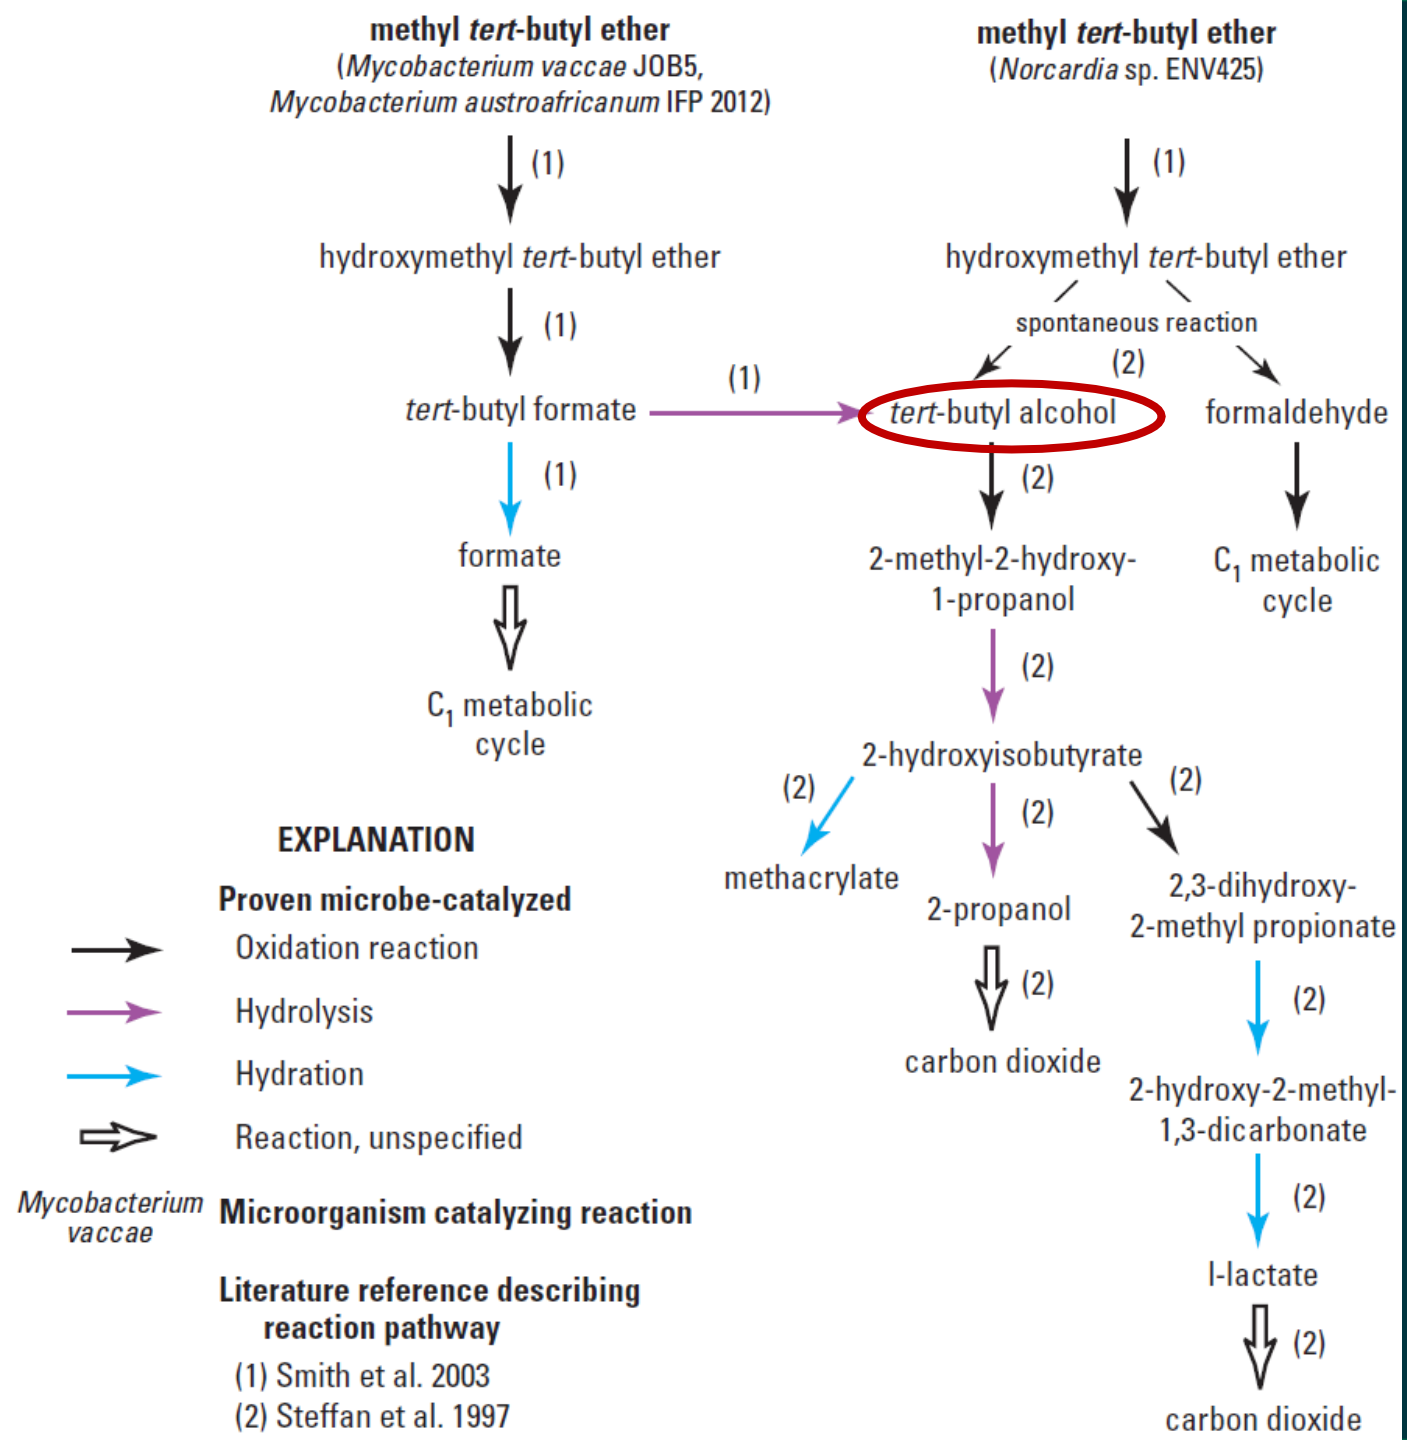 methyl tert-butyl ether
(Mycobacterium vaccae JOB5,
Mycobacterium austroafricanum IFP 2012)
(1)
hydroxymethyl tert-butyl ether
(1)
tert-butyl formate
(1)
(1)
formate
C1 metabolic
cycle
methyl tert-butyl ether
(Norcardia sp. ENV425)
(1)
hydroxymethyl tert-butyl ether
spontaneous reaction
(2)
tert-butyl alcohol
formaldehyde
(2)
2-methyl-2-hydroxy-
1-propanol
C1 metabolic
cycle
(2)
2-hydroxyisobutyrate
(2)
(2)
(2)
methacrylate
2-propanol
2,3-dihydroxy-
2-methyl propionate
(2)
carbon dioxide
(2)
2-hydroxy-2-methyl-
1,3-dicarbonate
(2)
l-lactate
(2)
carbon dioxide
EXPLANATION
Proven microbe-catalyzed
Oxidation reaction
Hydrolysis
Hydration
Reaction, unspecified
Mycobacterium
vaccae
Microorganism catalyzing reaction
Literature reference describing
reaction pathway
(1) Smith et al. 2003
(2) Steffan et al. 1997